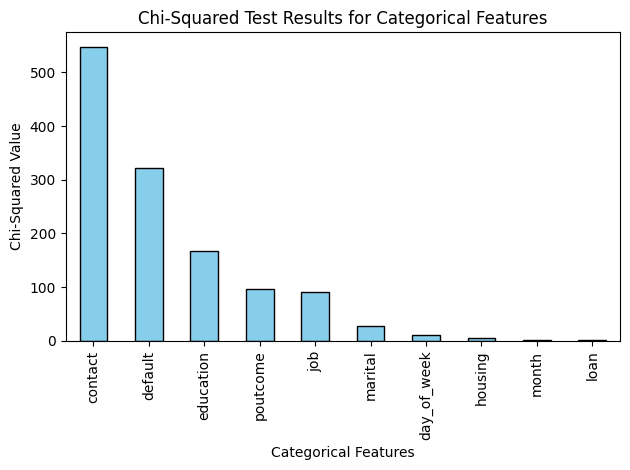 Chi-Squared Test Results for Categorical Features
Chi-Squared Value
500
400
300
200
100
0
contact
default
education
poutcome
job
marital
day_of_week
housing
month
loan
Categorical Features